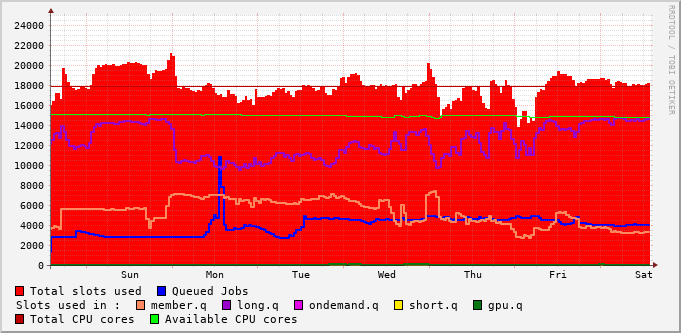 24000
22000
20000
18000
16000
14000
12000
10000
8000
6000
4000
2000
0
Sun Mon Tue Wed Thu Fri Sat
RRDTOOL / TOBI OETIKER
Total slots used Queued Jobs
Slots used in : member.q long.q ondemand.q short.q gpu.q
Total CPU cores Available CPU cores